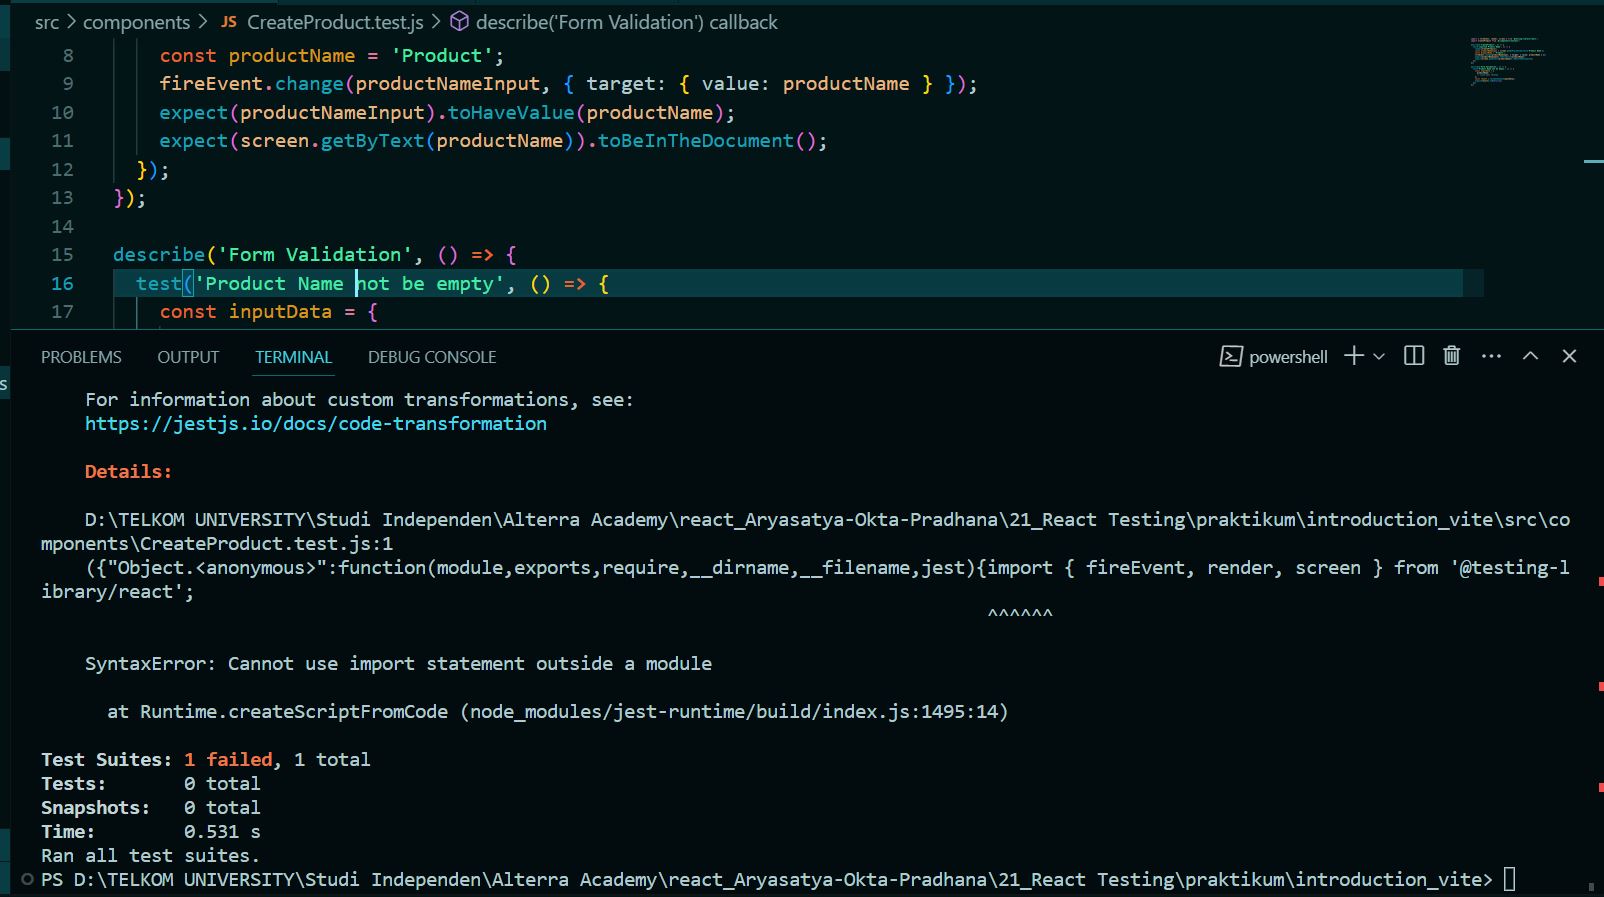 src > components > JS CreateProduct.test.js > describe('Form Validation') callback
8 const productName = 'Product';
9 fireEvent.change(productNameInput, { target: { value: productName } });
10 expect(productNameInput).toHaveValue(productName);
11 expect(screen.getByText(productName)).toBeInTheDocument();
12 });
13 });
14
15 describe('Form Validation', () => {
16 test('Product Name not be empty', () => {
17 const inputData = {
PROBLEMS OUTPUT TERMINAL DEBUG CONSOLE powershell
For information about custom transformations, see:
https://jestjs.io/docs/code-transformation
Details:
D:\TELKOM UNIVERSITY\Studi Independen\Alterra Academy\react_Aryasatya-Okta-Pradhana\21_React Testing\praktikum\introduction_vite\src\co
mponents\CreateProduct.test.js:1
({"Object.<anonymous>":function(module,exports,require,__dirname,__filename,jest){import { fireEvent, render, screen } from '@testing-l
ibrary/react';
^^^^^^
SyntaxError: Cannot use import statement outside a module
at Runtime.createScriptFromCode (node_modules/jest-runtime/build/index.js:1495:14)
Test Suites: 1 failed, 1 total
Tests: 0 total
Snapshots: 0 total
Time: 0.531 s
Ran all test suites.
PS D:\TELKOM UNIVERSITY\Studi Independen\Alterra Academy\react_Aryasatya-Okta-Pradhana\21_React Testing\praktikum\introduction_vite>